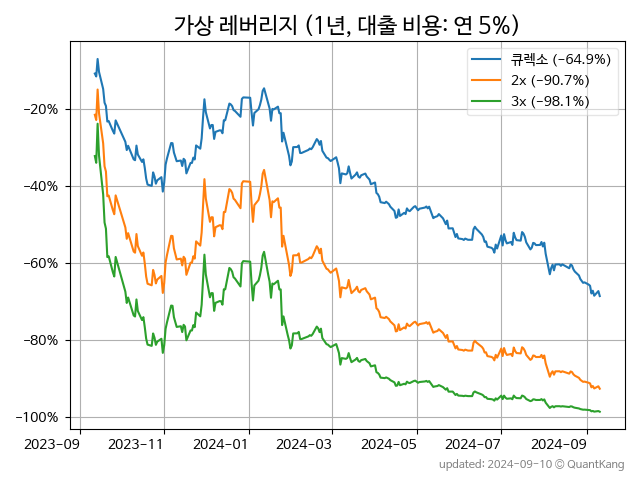 가상 레버리지 (1년, 대출 비용: 연 5%)
큐렉소 (−64.9%)
2x (−90.7%)
3x (−98.1%)
−20%
−40%
−60%
−80%
−100%
2023-09 2023-11 2024-01 2024-03 2024-05 2024-07 2024-09
updated: 2024-09-10 © QuantKang